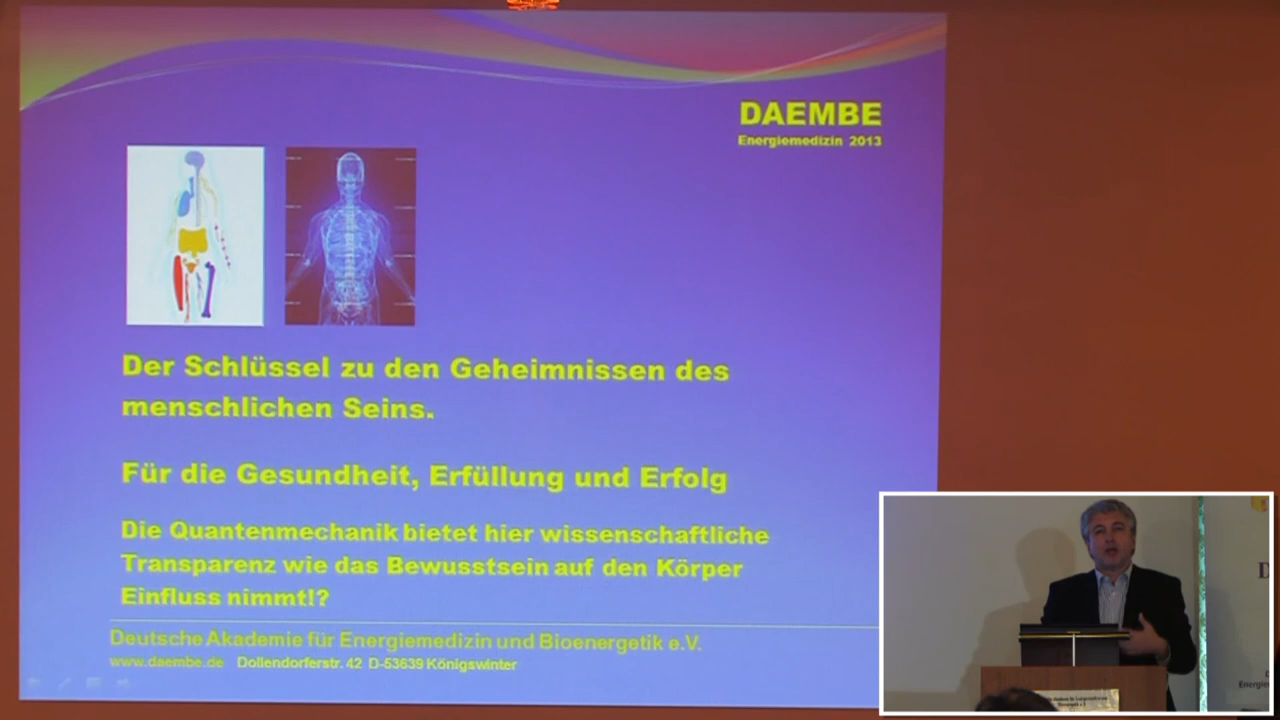 DAEMBE
Energiemedizin 2013
Der Schlüssel zu den Geheimnissen des
menschlichen Seins.
Für die Gesundheit, Erfüllung und Erfolg
Die Quantenmechanik bietet hier wissenschaftliche
Transparenz wie das Bewusstsein auf den Körper
Einfluss nimmt!?
Deutsche Akademie für Energiemedizin und Bioenergetik e.V.
www.daembe.de Dollendorferstr. 42 D-53639 Königswinter